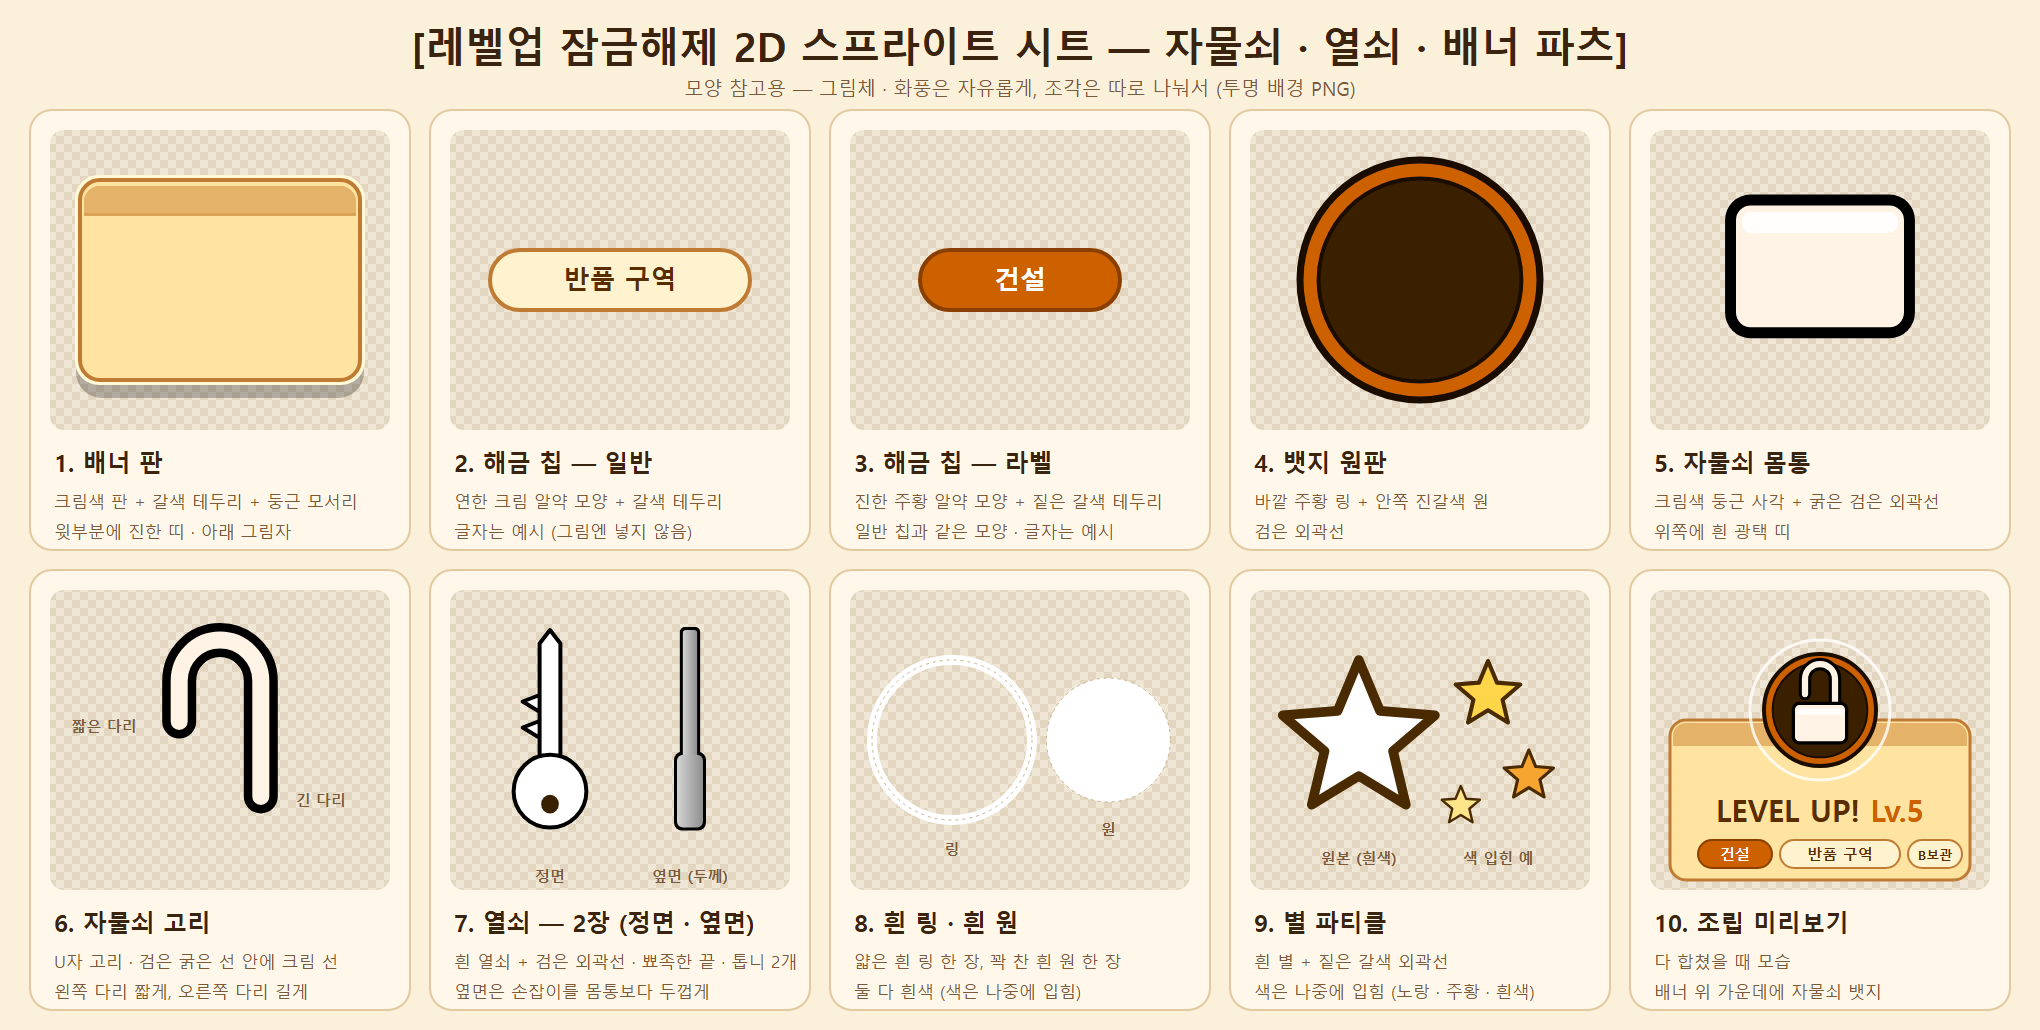 [레벨업 잠금해제 2D 스프라이트 시트 — 자물쇠 · 열쇠 · 배너 파츠]
모양 참고용 — 그림체 · 화풍은 자유롭게, 조각은 따로 나눠서 (투명 배경 PNG)
1. 배너 판
크림색 판 + 갈색 테두리 + 둥근 모서리
윗부분에 진한 띠 · 아래 그림자
반품 구역
2. 해금 칩 — 일반
연한 크림 알약 모양 + 갈색 테두리
글자는 예시 (그림엔 넣지 않음)
건설
3. 해금 칩 — 라벨
진한 주황 알약 모양 + 짙은 갈색 테두리
일반 칩과 같은 모양 · 글자는 예시
4. 뱃지 원판
바깥 주황 링 + 안쪽 진갈색 원
검은 외곽선
5. 자물쇠 몸통
크림색 둥근 사각 + 굵은 검은 외곽선
위쪽에 흰 광택 띠
짧은 다리
긴 다리
6. 자물쇠 고리
U자 고리 · 검은 굵은 선 안에 크림 선
왼쪽 다리 짧게, 오른쪽 다리 길게
정면
옆면 (두께)
7. 열쇠 — 2장 (정면 · 옆면)
흰 열쇠 + 검은 외곽선 · 뾰족한 끝 · 톱니 2개
옆면은 손잡이를 몸통보다 두껍게
링
원
8. 흰 링 · 흰 원
얇은 흰 링 한 장, 꽉 찬 흰 원 한 장
둘 다 흰색 (색은 나중에 입힘)
원본 (흰색)
색 입힌 예
9. 별 파티클
흰 별 + 짙은 갈색 외곽선
색은 나중에 입힘 (노랑 · 주황 · 흰색)
LEVEL UP! Lv.5
건설 반품 구역 B보관
10. 조립 미리보기
다 합쳤을 때 모습
배너 위 가운데에 자물쇠 뱃지